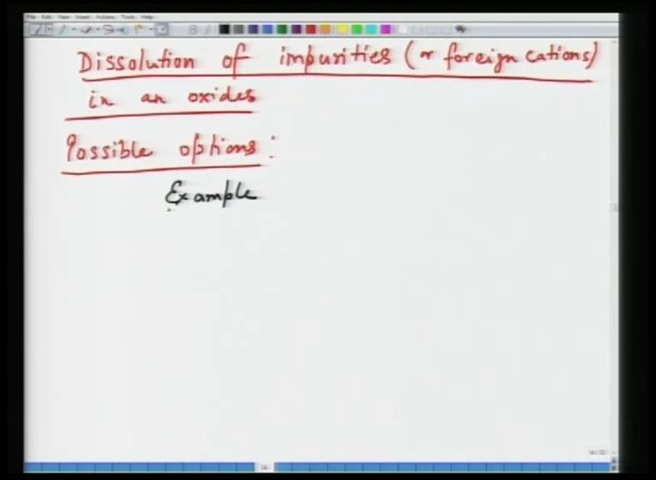 Dissolution of impurities (or foreign cations)
in an oxides
Possible options:
Example